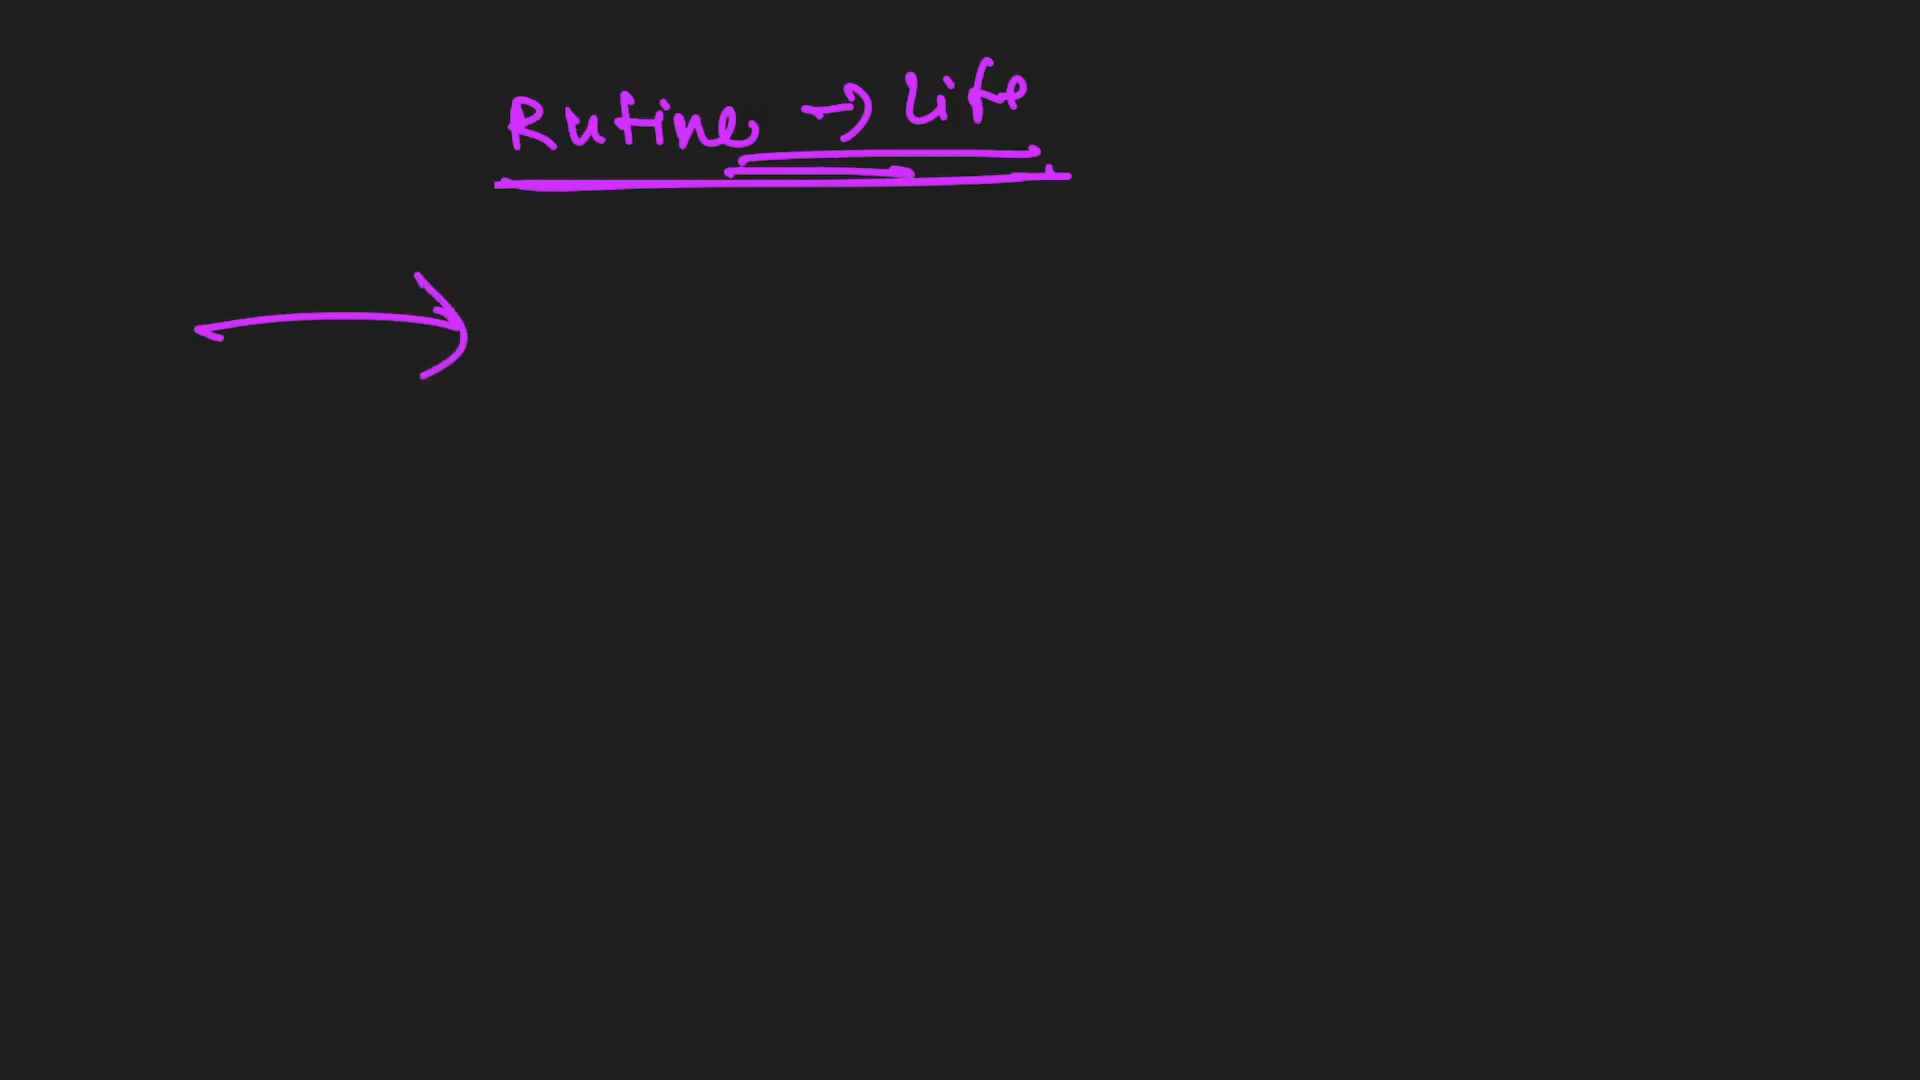 Rutine → Life
→